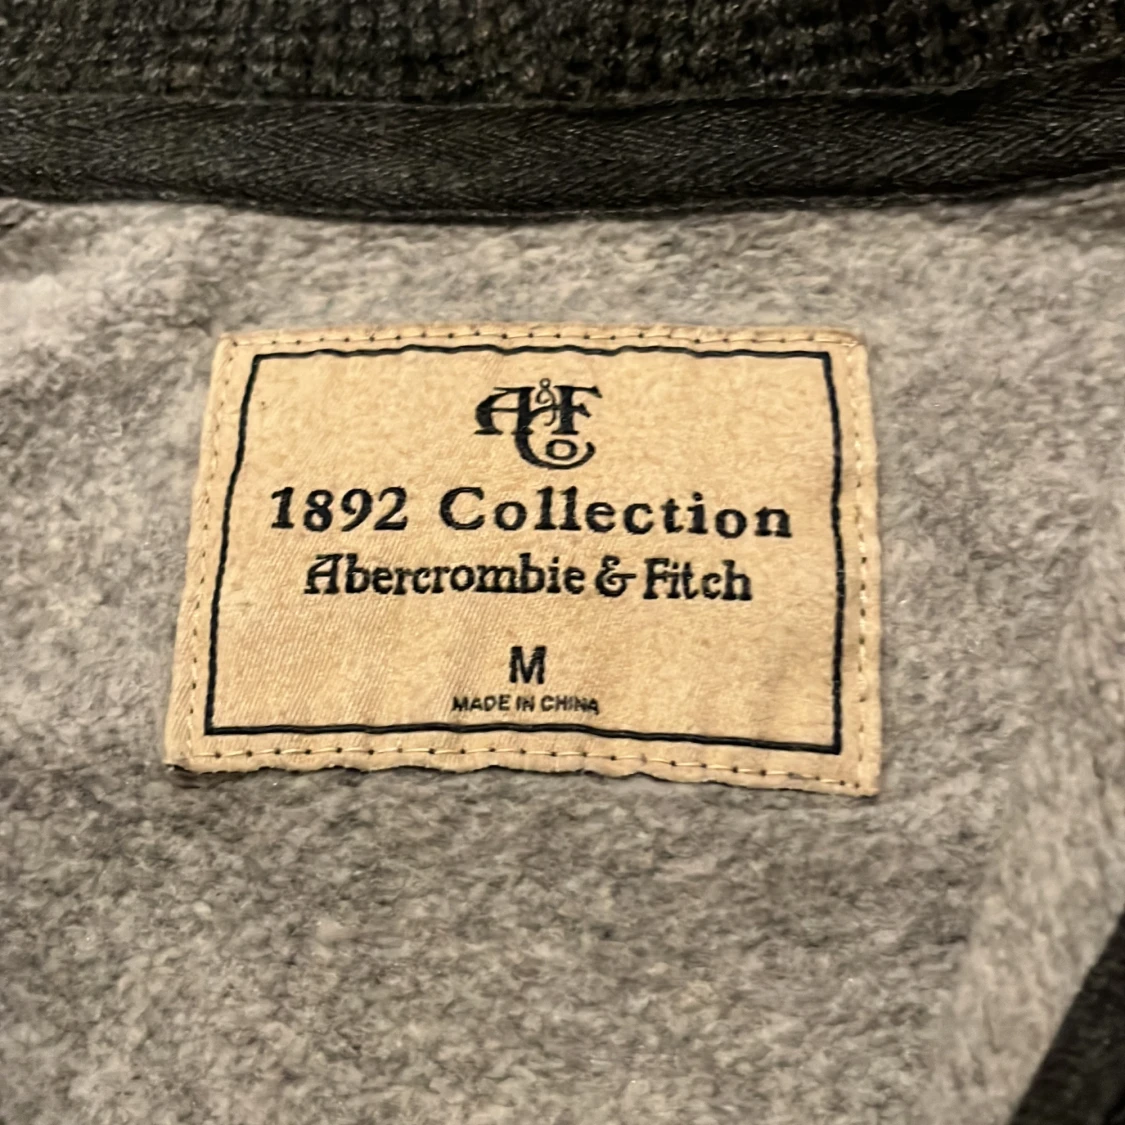 A&F Co
1892 Collection
Abercrombie & Fitch
M
MADE IN CHINA